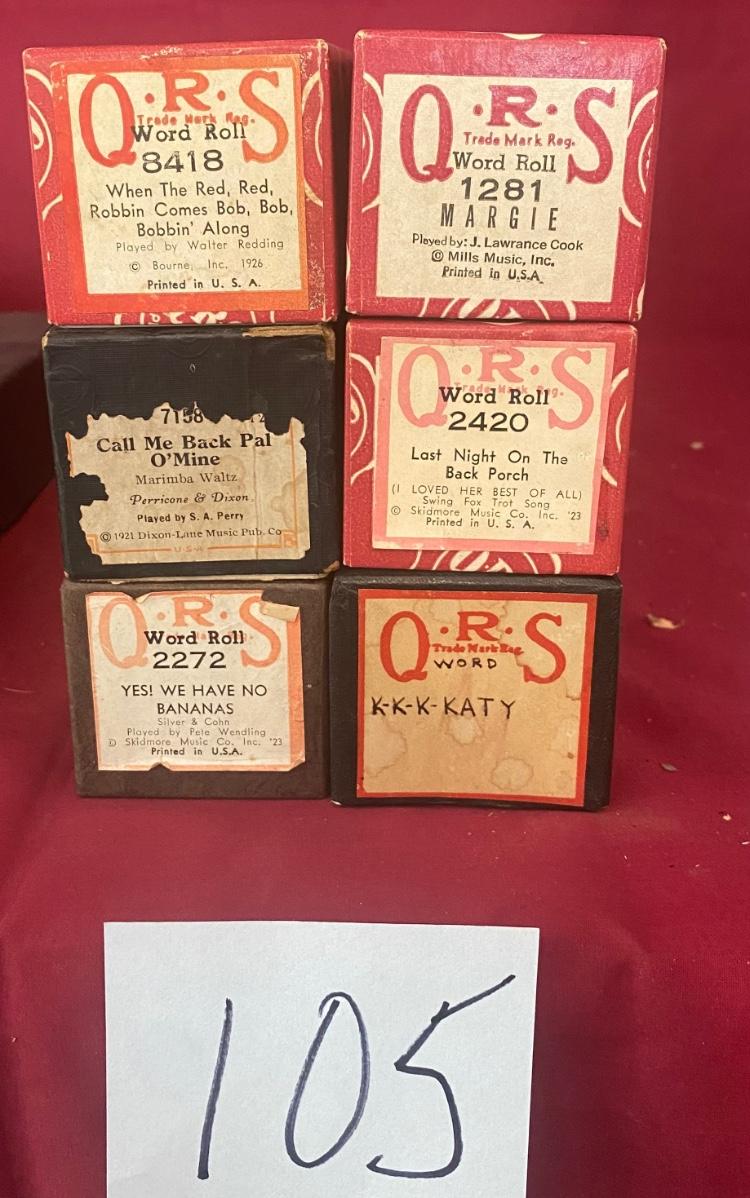 Q·R·S
Trade Mark Reg.
Word Roll
8418
When The Red, Red,
Robbin Comes Bob, Bob,
Bobbin' Along
Played by Walter Redding
© Bourne, Inc. 1926
Printed in U. S. A.
Q·R·S
Trade Mark Reg.
Word Roll
1281
MARGIE
Played by: J. Lawrance Cook
© Mills Music, Inc.
Printed in U.S.A.
7158
Call Me Back Pal
O'Mine
Marimba Waltz
Perricone & Dixon.
Played by S. A. Perry
© 1921 Dixon-Lane Music Pub. Co
U·S·A
Q·R·S
Trade Mark Reg.
Word Roll
2420
Last Night On The
Back Porch
(I LOVED HER BEST OF ALL)
Swing Fox Trot Song
© Skidmore Music Co. Inc. '23
Printed in U. S. A.
Q·R·S
Word Roll
2272
YES! WE HAVE NO
BANANAS
Silver & Cohn
Played by Pete Wendling
© Skidmore Music Co. Inc. '23
Printed in U.S.A.
Q·R·S
Trade Mark Reg.
WORD
K-K-K-KATY
105